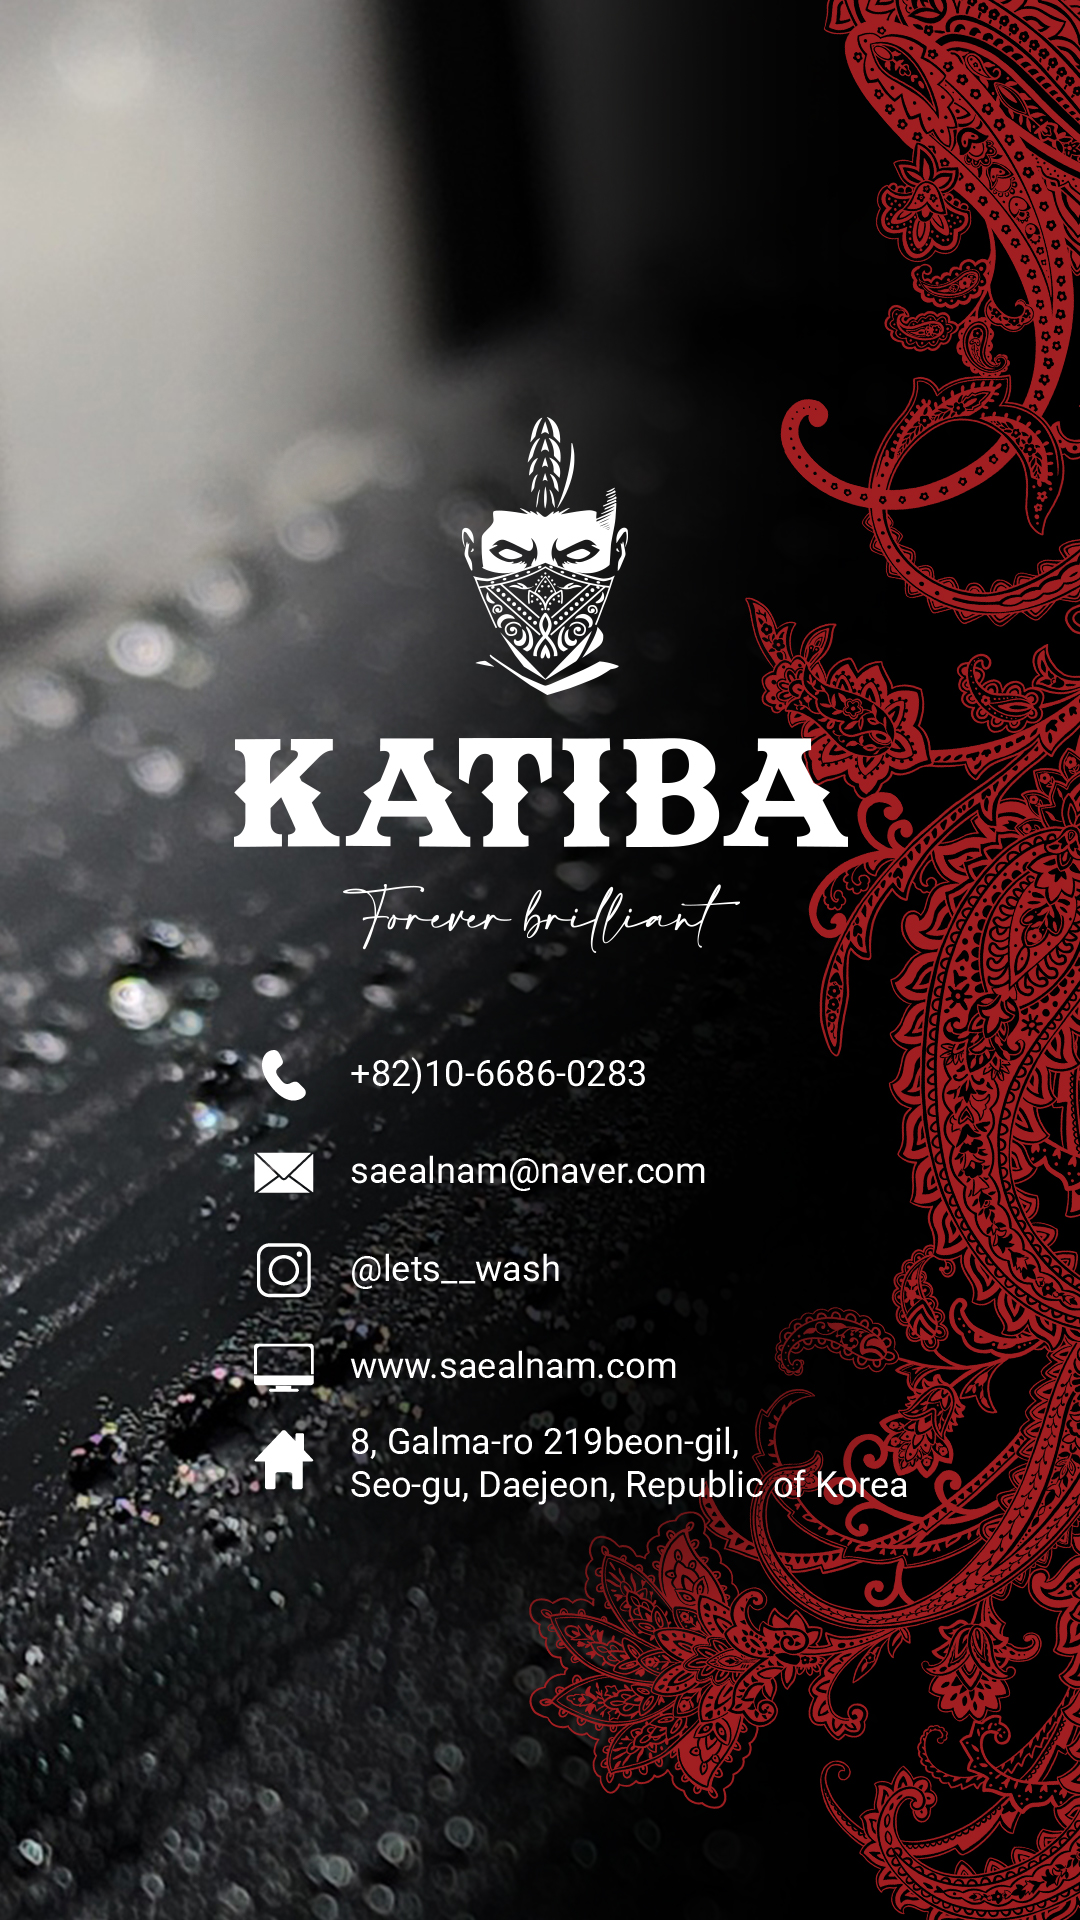 KATIBA
Forever brilliant
+82)10-6686-0283
saealnam@naver.com
@lets__wash
www.saealnam.com
8, Galma-ro 219beon-gil,
Seo-gu, Daejeon, Republic of Korea